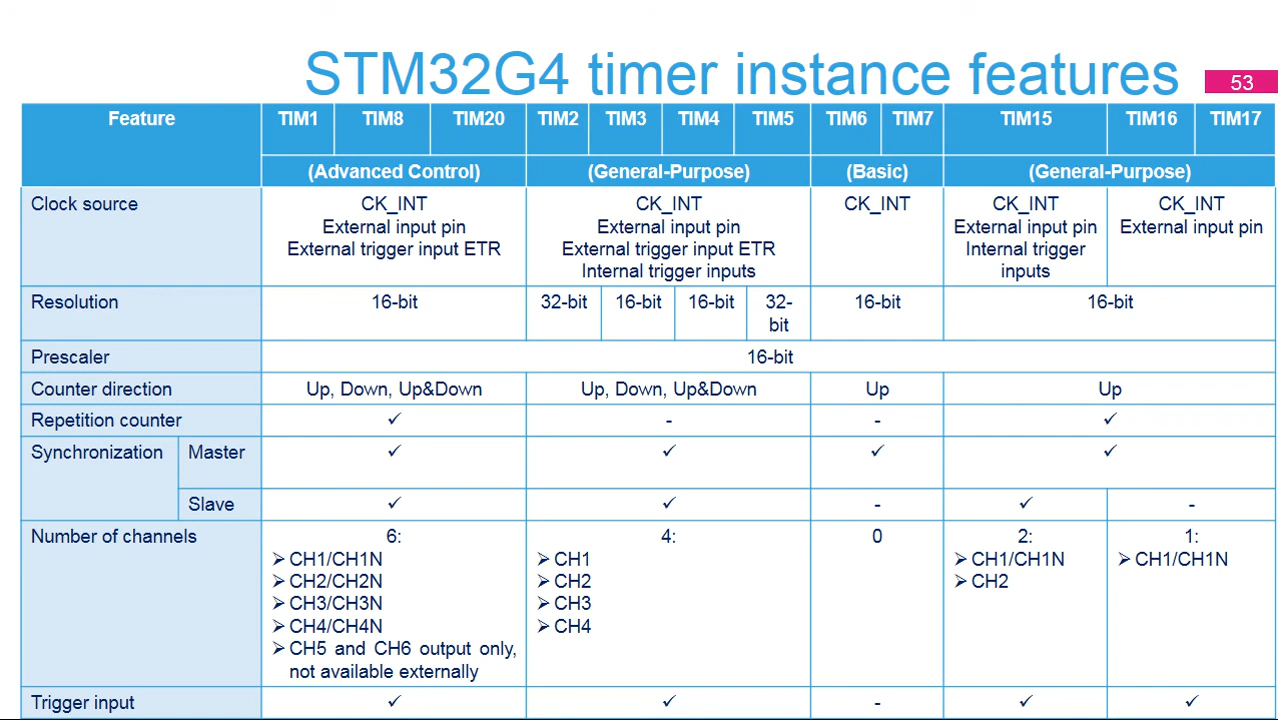 STM32G4 timer instance features
53
Feature TIM1 TIM8 TIM20 TIM2 TIM3 TIM4 TIM5 TIM6 TIM7 TIM15 TIM16 TIM17
(Advanced Control) (General-Purpose) (Basic) (General-Purpose)
Clock source CK_INT CK_INT CK_INT CK_INT CK_INT
External input pin External input pin External input pin External input pin
External trigger input ETR External trigger input ETR Internal trigger
Internal trigger inputs inputs
Resolution 16-bit 32-bit 16-bit 16-bit 32- 16-bit 16-bit
bit
Prescaler 16-bit
Counter direction Up, Down, Up&Down Up, Down, Up&Down Up Up
Repetition counter ✓ - - ✓
Synchronization Master ✓ ✓ ✓ ✓
Slave ✓ ✓ - ✓ -
Number of channels 6: 4: 0 2: 1:
➢ CH1/CH1N ➢ CH1 ➢ CH1/CH1N ➢ CH1/CH1N
➢ CH2/CH2N ➢ CH2 ➢ CH2
➢ CH3/CH3N ➢ CH3
➢ CH4/CH4N ➢ CH4
➢ CH5 and CH6 output only,
not available externally
Trigger input ✓ ✓ - ✓ ✓